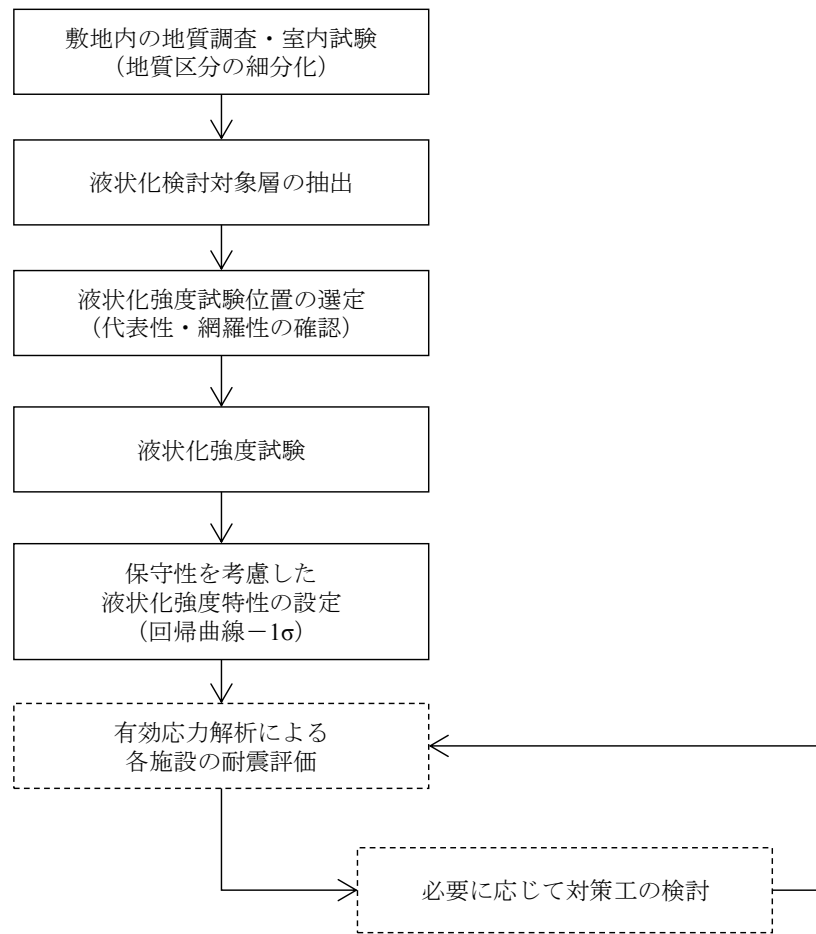 敷地内の地質調査・室内試験
（地質区分の細分化）
液状化検討対象層の抽出
液状化強度試験位置の選定
（代表性・網羅性の確認）
液状化強度試験
保守性を考慮した
液状化強度特性の設定
（回帰曲線－1σ）
有効応力解析による
各施設の耐震評価
必要に応じて対策工の検討